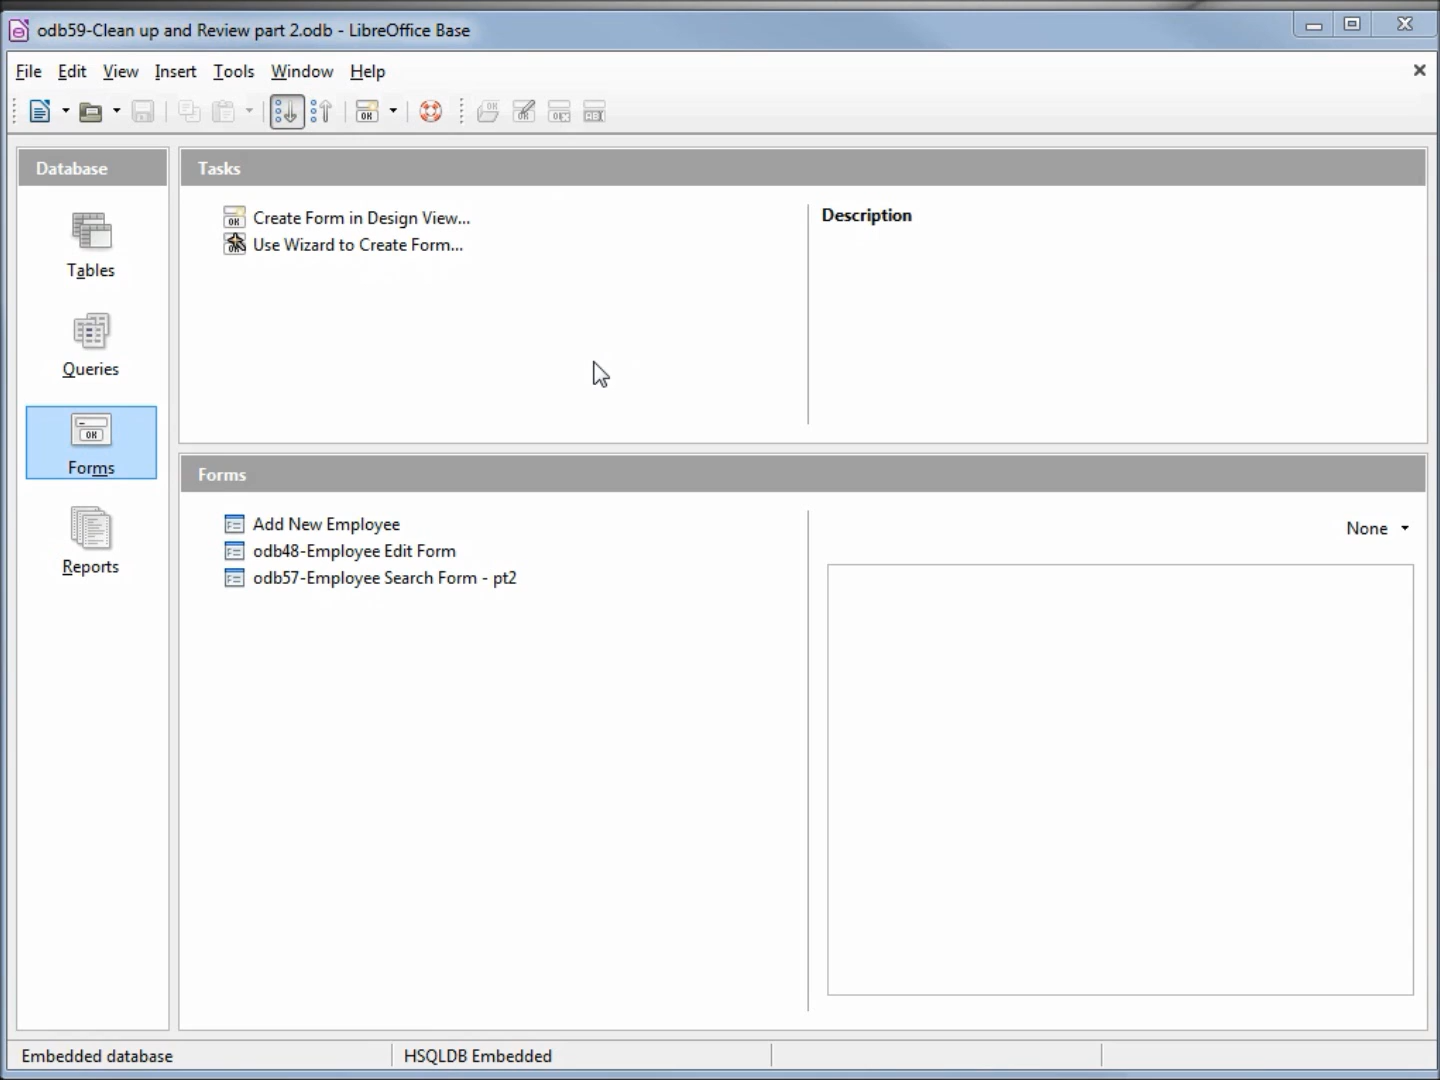 odb59-Clean up and Review part 2.odb - LibreOffice Base
File Edit View Insert Tools Window Help
Database
Tables
Queries
Forms
Reports
Tasks
Create Form in Design View...
Use Wizard to Create Form...
Description
Forms
Add New Employee
odb48-Employee Edit Form
odb57-Employee Search Form - pt2
None
Embedded database
HSQLDB Embedded